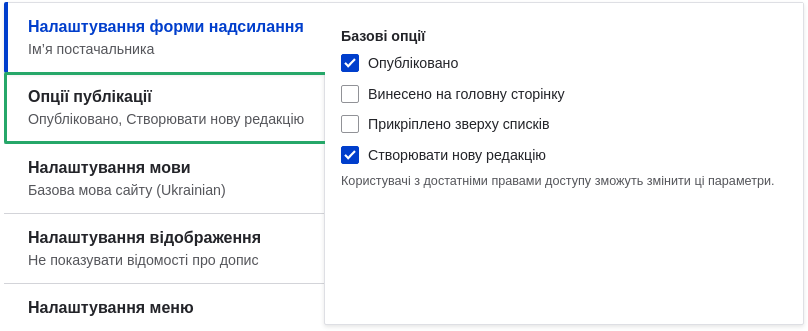 Налаштування форми надсилання
Ім’я постачальника
Опції публікації
Опубліковано, Створювати нову редакцію
Налаштування мови
Базова мова сайту (Ukrainian)
Налаштування відображення
Не показувати відомості про допис
Налаштування меню
Базові опції
Опубліковано
Винесено на головну сторінку
Прикріплено зверху списків
Створювати нову редакцію
Користувачі з достатніми правами доступу зможуть змінити ці параметри.